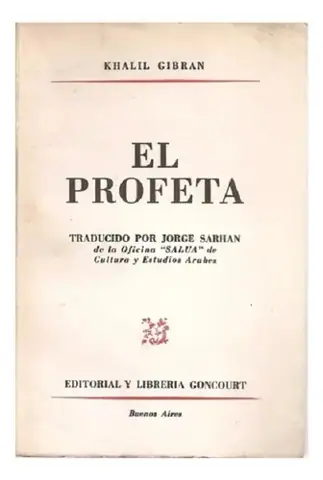 KHALIL GIBRAN
EL
PROFETA
TRADUCIDO POR JORGE SARHAN
de la Oficina "SALUA" de
Cultura y Estudios Arabes
EDITORIAL Y LIBRERIA GONCOURT
Buenos Aires